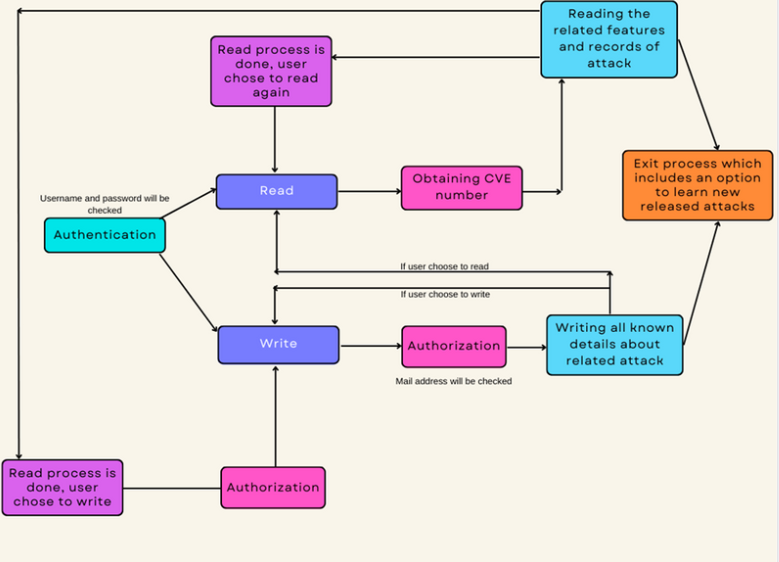 Reading the
related features
and records of
attack
Read process is
done, user
chose to read
again
Exit process which
includes an option
to learn new
released attacks
Read
Obtaining CVE
number
Username and password will be
checked
Authentication
If user choose to read
If user choose to write
Write
Authorization
Mail address will be checked
Writing all known
details about
related attack
Read process is
done, user
chose to write
Authorization